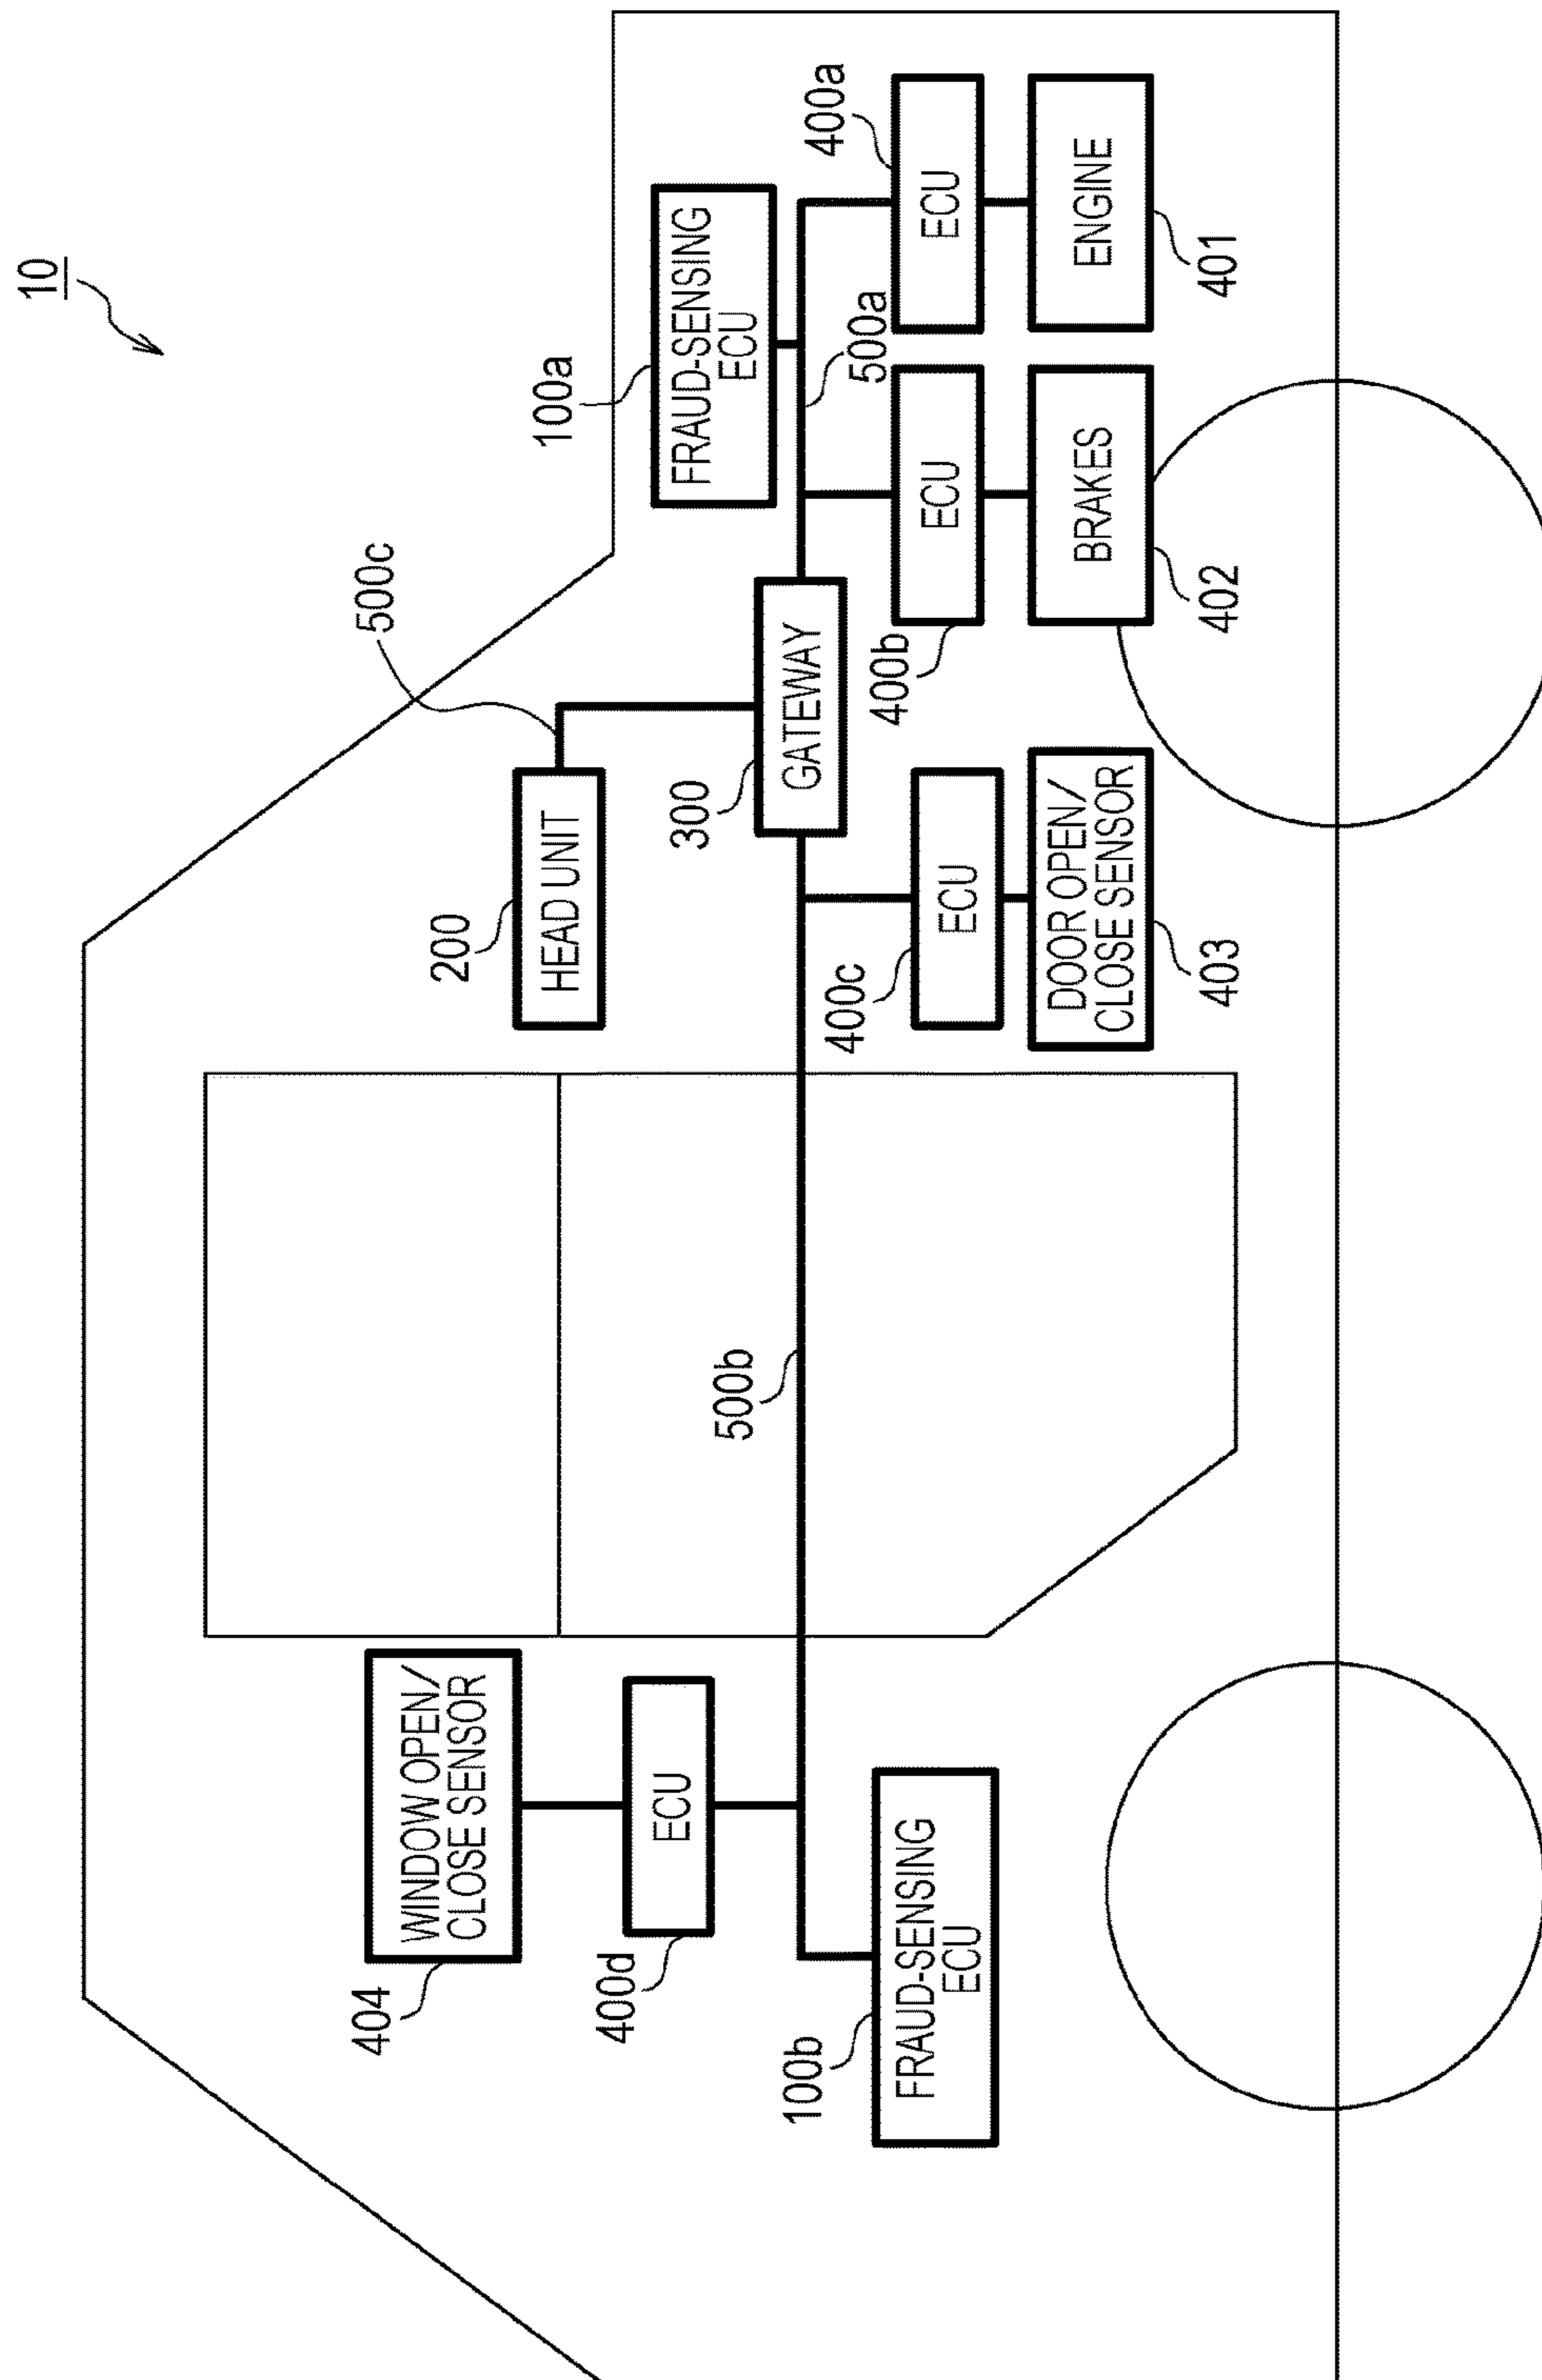 10
500c
100a
FRAUD-SENSING
ECU
200
HEAD UNIT
300
GATEWAY
500a
400a
ECU
ENGINE
401
400b
ECU
BRAKES
402
400c
ECU
DOOR OPEN/
CLOSE SENSOR
403
500b
404
WINDOW OPEN/
CLOSE SENSOR
400d
ECU
100b
FRAUD-SENSING
ECU